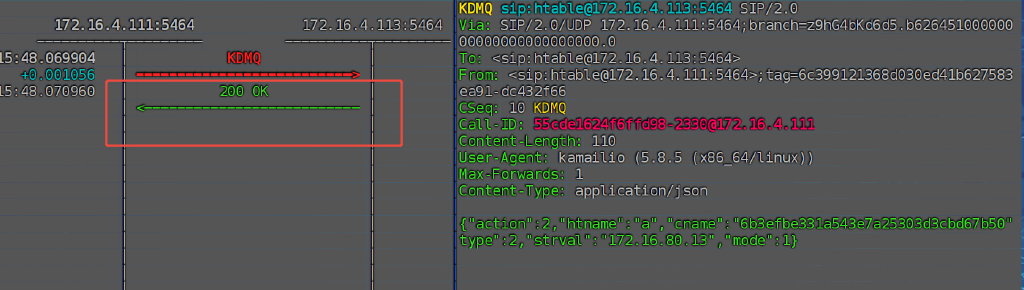 172.16.4.111:5464
172.16.4.113:5464
15:48.069904
KDMQ
+0.001056
15:48.070960
200 OK
KDMQ sip:htable@172.16.4.113:5464 SIP/2.0
Via: SIP/2.0/UDP 172.16.4.111:5464;branch=z9hG4bKcd6d5.b626451000000
00000000000000000000.0
To: <sip:htable@172.16.4.113:5464>
From: <sip:htable@172.16.4.111:5464>;tag=6c399121368d030ed41b627583
ea91-dc432f66
CSeq: 10 KDMQ
Call-ID: 55cde1624f6ffd98-2330@172.16.4.111
Content-Length: 110
User-Agent: kamailio (5.8.5 (x86_64/linux))
Max-Forwards: 1
Content-Type: application/json
{"action":2,"htname":"a","cname":"6b3efbe331a543e7a25303d3cbd67b50"
type":2,"strval":"172.16.80.13","mode":1}